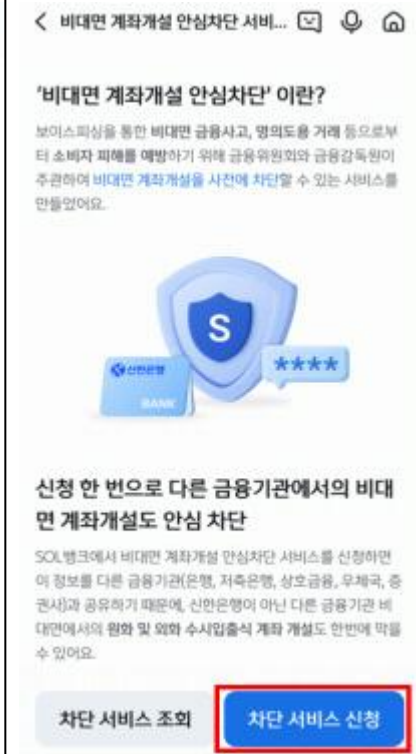 비대면 계좌개설 안심차단 서비...
'비대면 계좌개설 안심차단' 이란?
보이스피싱을 통한 비대면 금융사고, 명의도용 거래 등으로부
터 소비자 피해를 예방하기 위해 금융위원회와 금융감독원이
주관하여 비대면 계좌개설을 사전에 차단할 수 있는 서비스를
만들었어요.
S
****
신한은행
BANK
신청 한 번으로 다른 금융기관에서의 비대
면 계좌개설도 안심 차단
SOL뱅크에서 비대면 계좌개설 안심차단 서비스를 신청하면
이 정보를 다른 금융기관(은행, 저축은행, 상호금융, 우체국, 증
권사)과 공유하기 때문에, 신한은행이 아닌 다른 금융기관 비
대면에서의 원화 및 외화 수시입출식 계좌 개설도 한번에 막을
수 있어요.
차단 서비스 조회
차단 서비스 신청